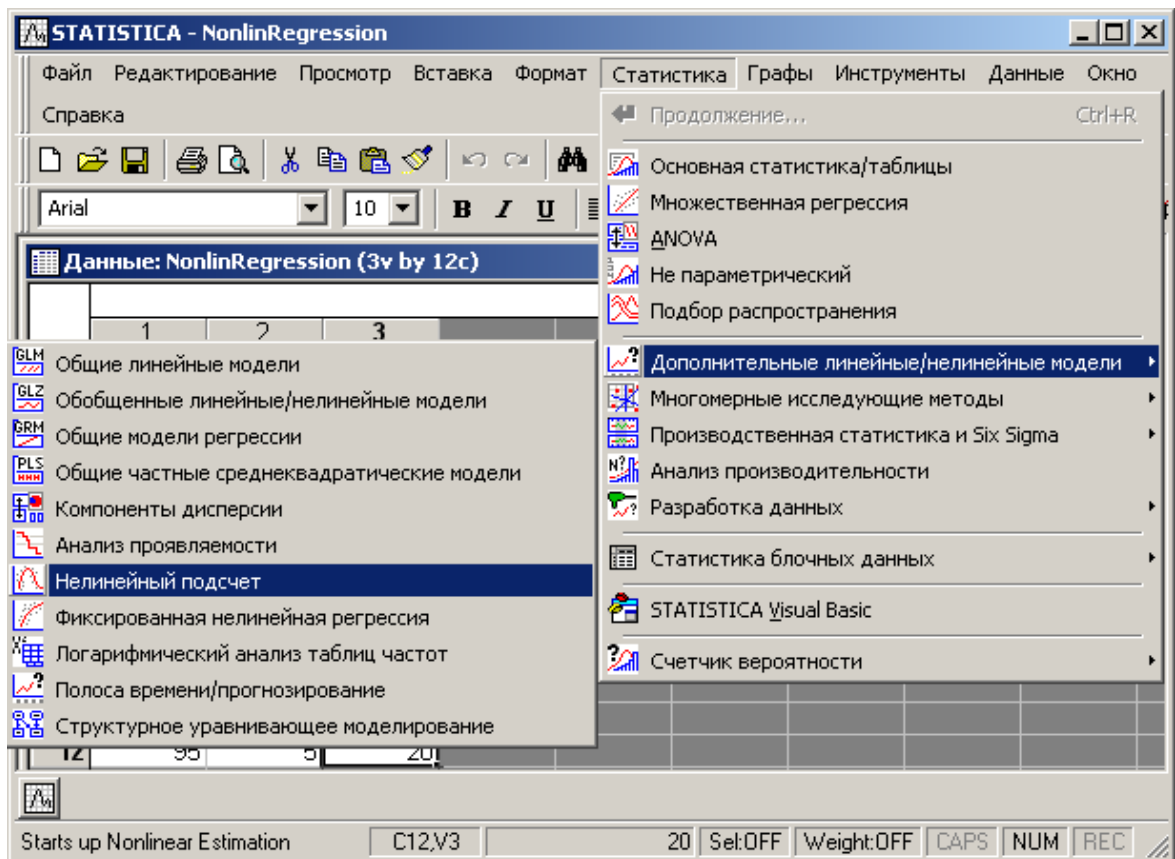 STATISTICA - NonlinRegression
Файл Редактирование Просмотр Вставка Формат Статистика Графы Инструменты Данные Окно
Справка
Arial 10 B I U
Данные: NonlinRegression (3v by 12c)
1 2 3
Продолжение... Ctrl+R
Основная статистика/таблицы
Множественная регрессия
ANOVA
Не параметрический
Подбор распространения
Дополнительные линейные/нелинейные модели
Многомерные исследующие методы
Производственная статистика и Six Sigma
Анализ производительности
Разработка данных
Статистика блочных данных
STATISTICA Visual Basic
Счетчик вероятности
GLM Общие линейные модели
GLZ Обобщенные линейные/нелинейные модели
GRM Общие модели регрессии
PLS Общие частные среднеквадратические модели
Компоненты дисперсии
Анализ проявляемости
Нелинейный подсчет
Фиксированная нелинейная регрессия
Логарифмический анализ таблиц частот
Полоса времени/прогнозирование
Структурное уравнивающее моделирование
12 95 5 20
Starts up Nonlinear Estimation C12,V3 20 Sel:OFF Weight:OFF CAPS NUM REC